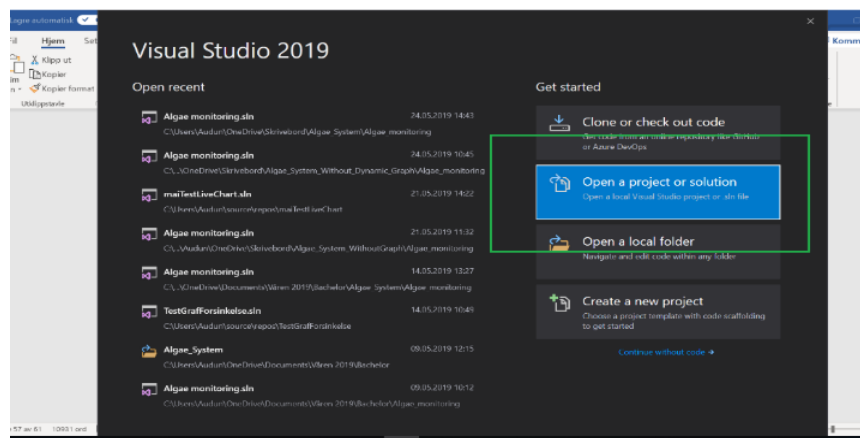 Lagre automatisk
Fil Hjem Set
Klipp ut
Kopier
Kopier format
Utklippstavle
Komm
Visual Studio 2019
Open recent
Algae monitoring.sln 24.05.2019 14:43
C:\Users\Audun\OneDrive\Skrivebord\Algae_System\Algae_monitoring
Algae monitoring.sln 24.05.2019 10:45
C:\...\OneDrive\Skrivebord\Algae_System_Without_Dynamic_Graph\Algae_monitoring
maiTestLiveChart.sln 21.05.2019 14:22
C:\Users\Audun\source\repos\maiTestLiveChart
Algae monitoring.sln 21.05.2019 11:32
C:\...\Audun\OneDrive\Skrivebord\Algae_System_WithoutGraph\Algae_monitoring
Algae monitoring.sln 14.05.2019 13:27
C:\...\OneDrive\Documents\Våren 2019\Bachelor\Algae System\Algae monitoring
TestGrafForsinkelse.sln 14.05.2019 10:49
C:\Users\Audun\source\repos\TestGrafForsinkelse
Algae_System 09.05.2019 12:15
C:\Users\Audun\OneDrive\Documents\Våren 2019\Bachelor
Algae monitoring.sln 09.05.2019 10:12
C:\Users\Audun\OneDrive\Documents\Våren 2019\Bachelor\Algae_monitoring
Get started
Clone or check out code
Get code from an online repository like GitHub
or Azure DevOps
Open a project or solution
Open a local Visual Studio project or .sln file
Open a local folder
Navigate and edit code within any folder
Create a new project
Choose a project template with code scaffolding
to get started
Continue without code →
57 av 61 10931 ord